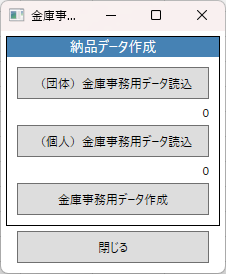 金庫事...
納品データ作成
（団体）金庫事務用データ読込
0
（個人）金庫事務用データ読込
0
金庫事務用データ作成
閉じる